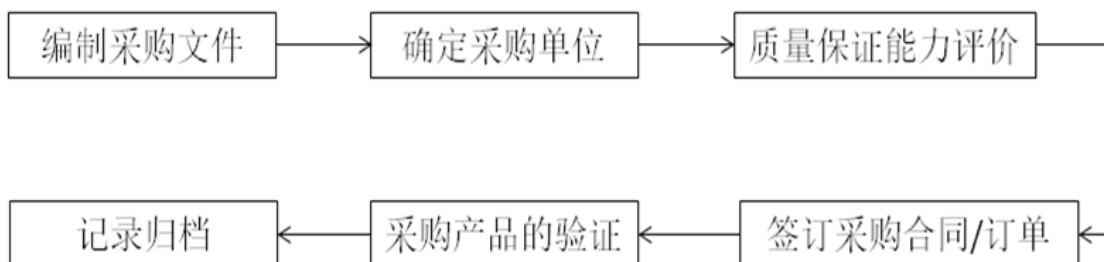 编制采购文件
确定采购单位
质量保证能力评价
签订采购合同/订单
采购产品的验证
记录归档